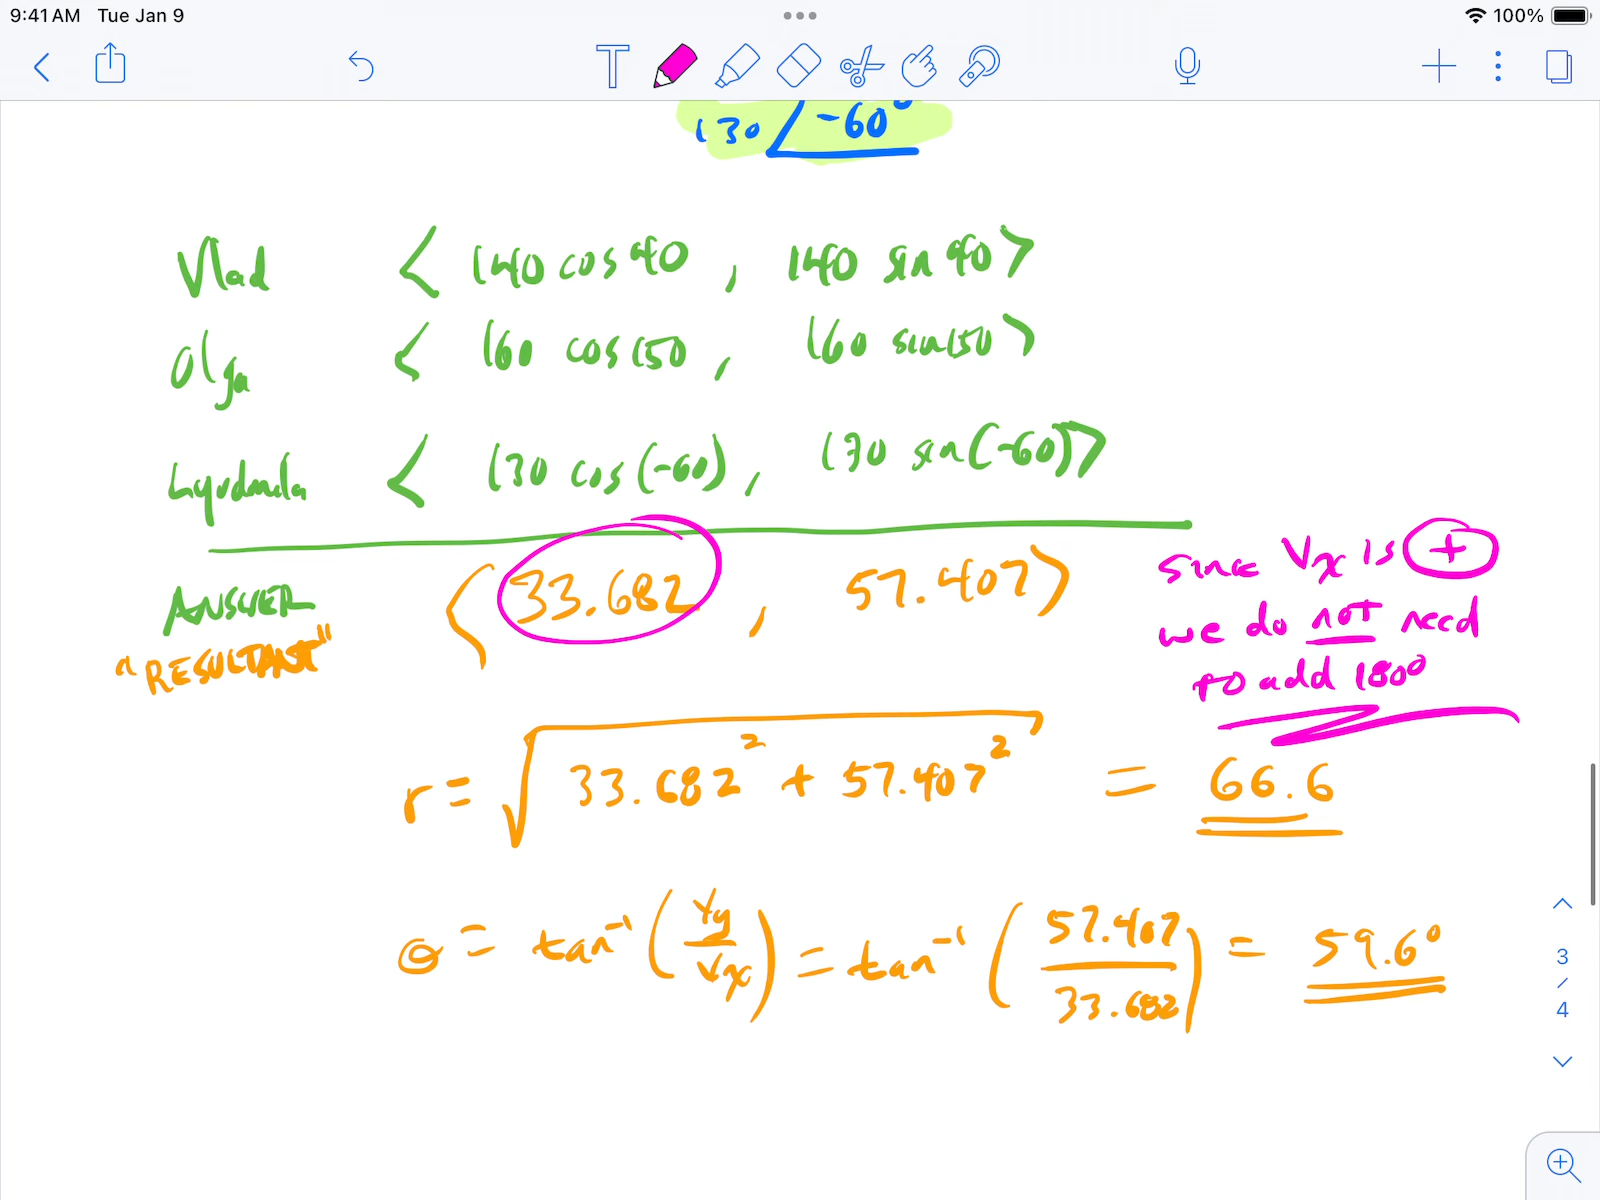 9:41 AM Tue Jan 9 100%
130 ∠-60°
Vlad < 140 cos 40 , 140 sin 40 >
Olga < 160 cos 150 , 160 sin 150 >
Lyudmila < 130 cos (-60) , 130 sin (-60) >
ANSWER < 33.682 , 57.407 >
"RESULTANT"
since Vx is +
we do not need
to add 180°
r = √33.682² + 57.407² = 66.6
θ = tan⁻¹ (Vy/Vx) = tan⁻¹ (57.407/33.682) = 59.6°
3
/
4